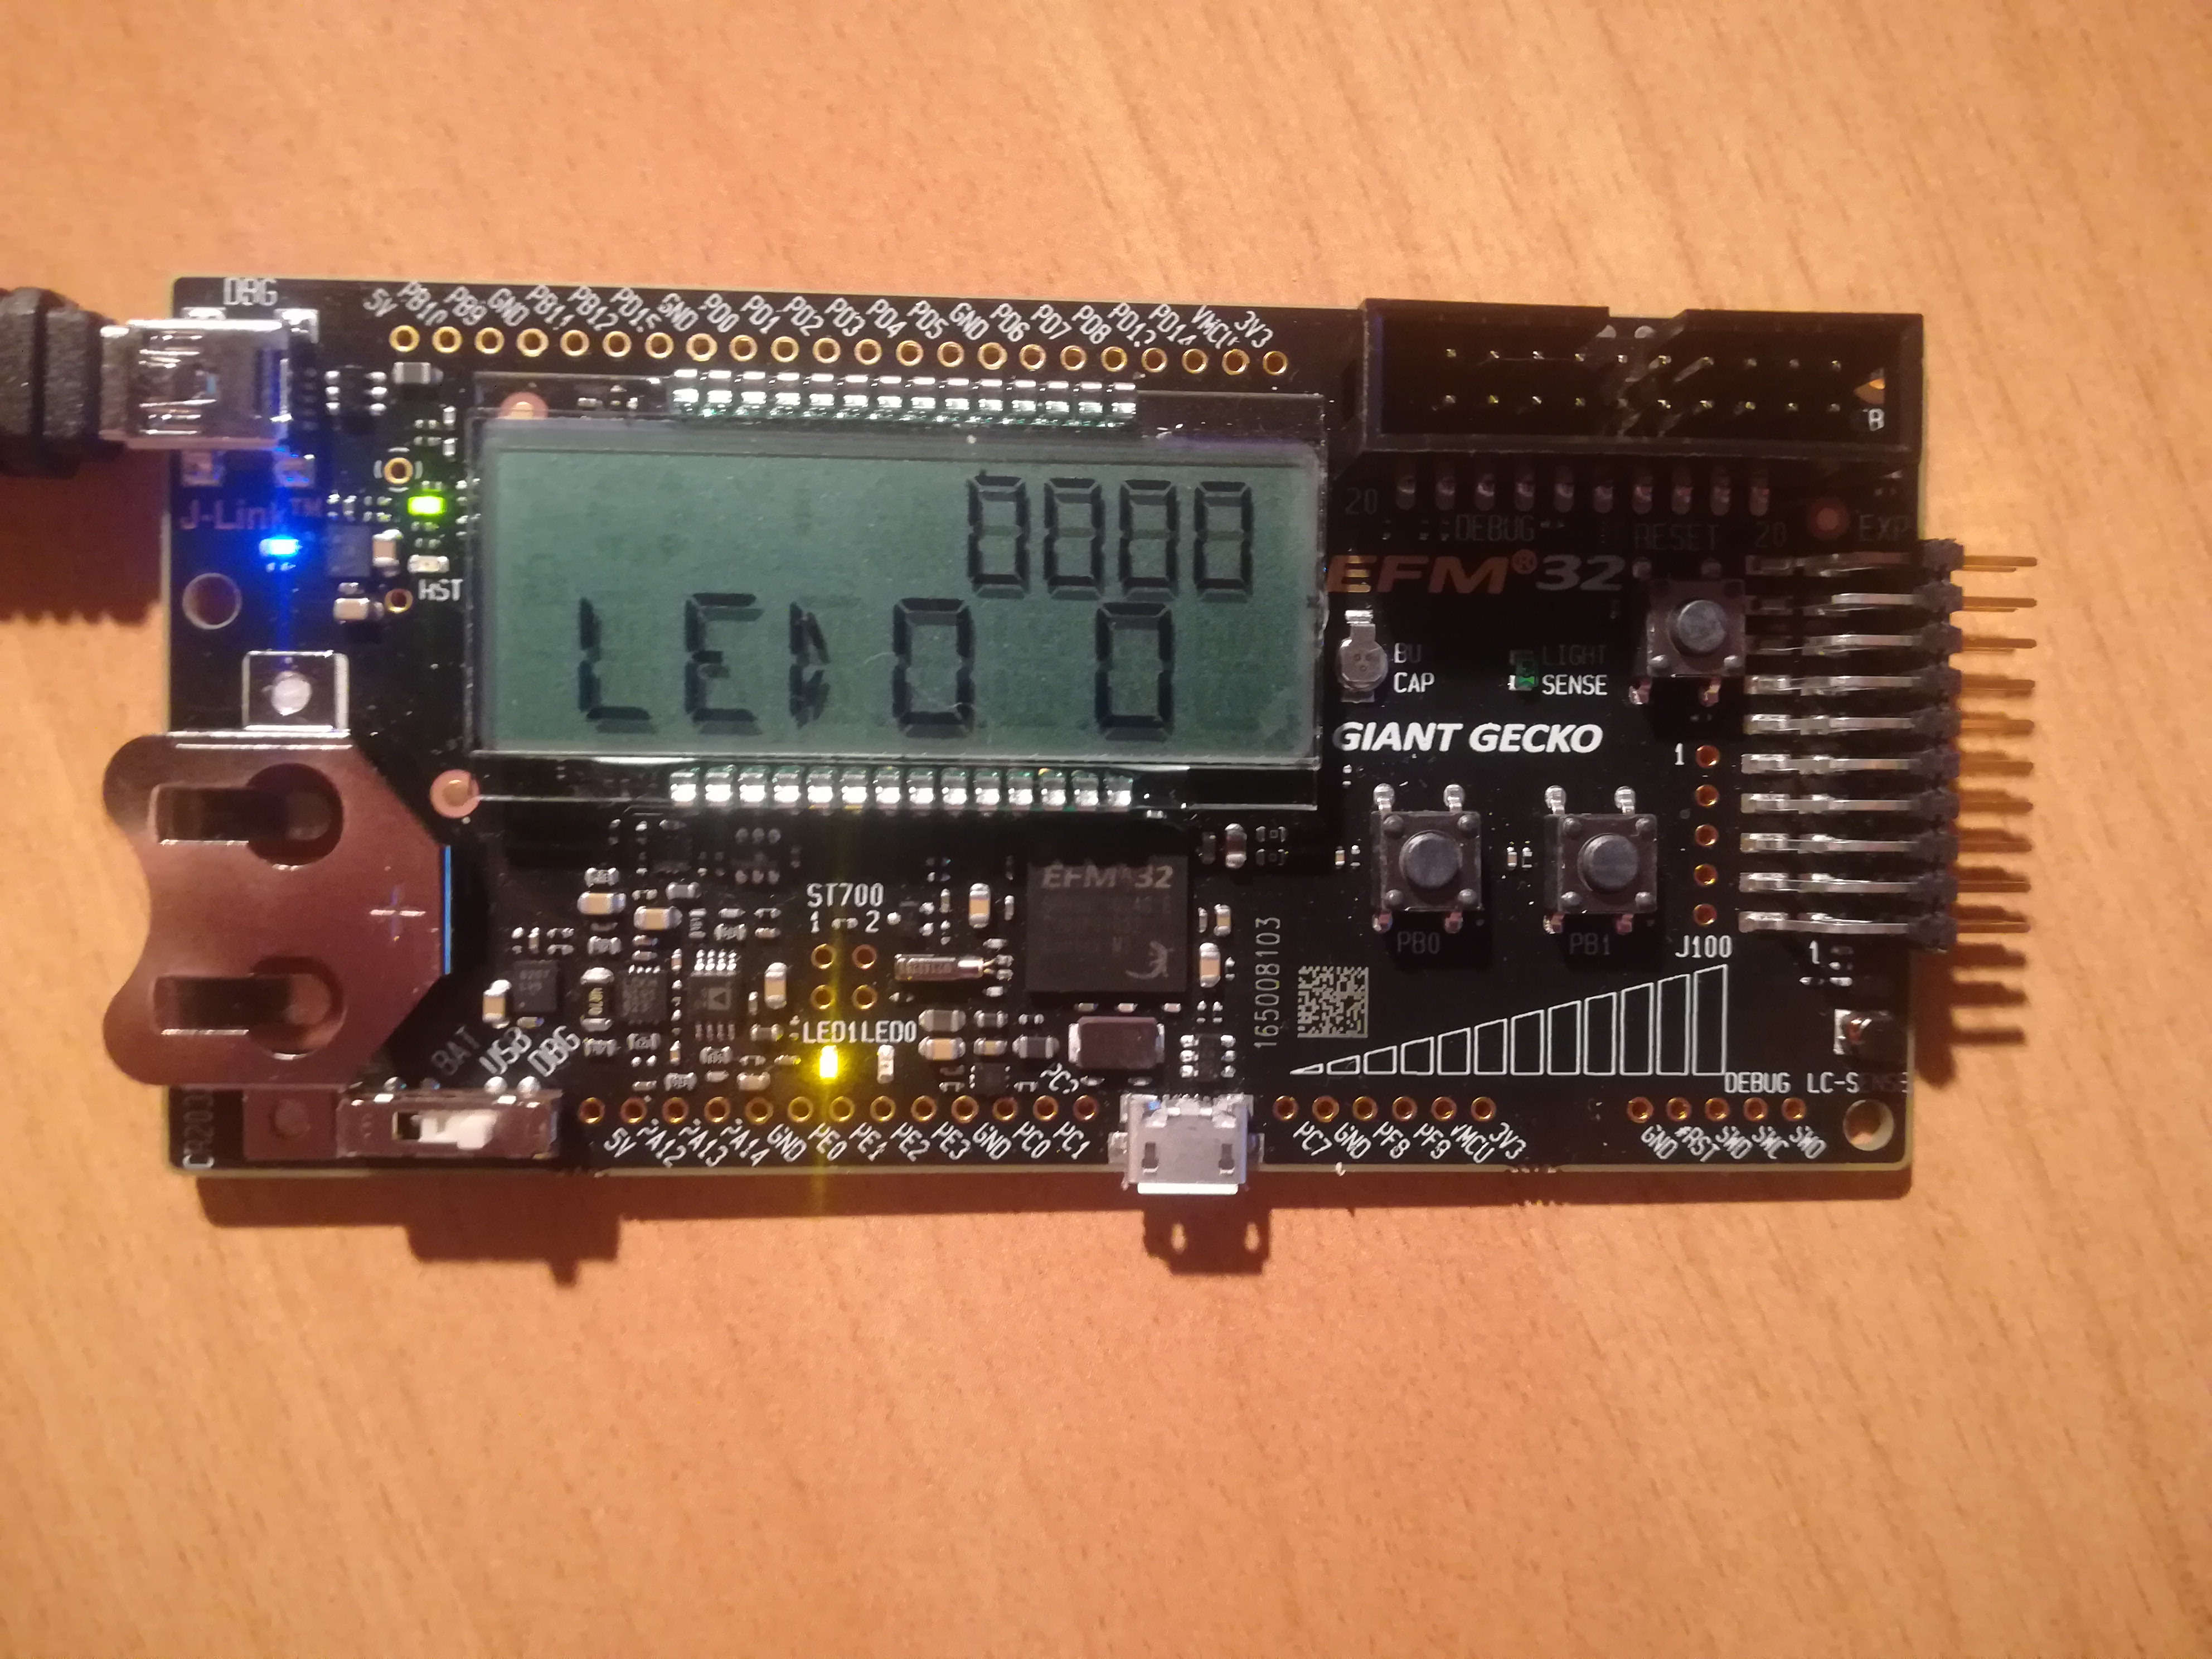 DBG
5V PB10 PB9 GND PB11 PB12 PD15 GND PD0 PD1 PD2 PD3 PD4 PD5 GND PD6 PD7 PD8 PD13 PD14 VMCU 3V3
J-Link™
RST
20 DEBUG
RESET
20 EXP
EFM®32
BU
CAP
LIGHT
SENSE
GIANT GECKO
1
+
ST700
1 2
EFM®32
LED1 LED0
165008103
PB0
PB1
J100
1
BAT USB DBG
DEBUG LC-SENSE
5V PA12 PA13 PA14 GND PE0 PE1 PE2 PE3 GND PC0 PC1
PC7 GND PF8 PF9 VMCU 3V3
GND #RST SWO SWC SWD